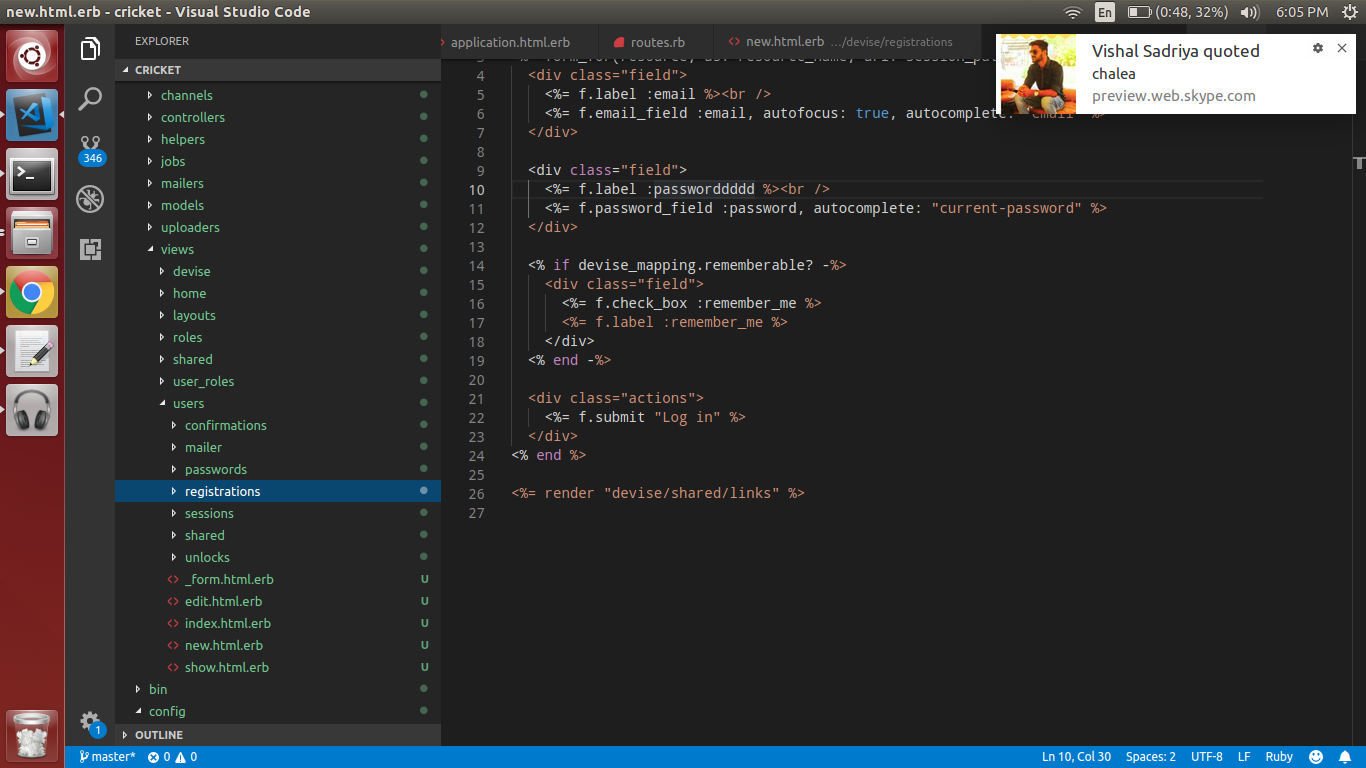 new.html.erb - cricket - Visual Studio Code
En
(0:48, 32%)
6:05 PM
EXPLORER
CRICKET
channels
controllers
helpers
jobs
mailers
models
uploaders
views
devise
home
layouts
roles
shared
user_roles
users
confirmations
mailer
passwords
registrations
sessions
shared
unlocks
_form.html.erb U
edit.html.erb U
index.html.erb U
new.html.erb U
show.html.erb U
bin
config
OUTLINE
346
1
application.html.erb
routes.rb
new.html.erb .../devise/registrations
Vishal Sadriya quoted
chalea
preview.web.skype.com
4 <div class="field">
5 <%= f.label :email %><br />
6 <%= f.email_field :email, autofocus: true, autocomplete: "email" %>
7 </div>
8
9 <div class="field">
10 <%= f.label :passworddddd %><br />
11 <%= f.password_field :password, autocomplete: "current-password" %>
12 </div>
13
14 <% if devise_mapping.rememberable? -%>
15 <div class="field">
16 <%= f.check_box :remember_me %>
17 <%= f.label :remember_me %>
18 </div>
19 <% end -%>
20
21 <div class="actions">
22 <%= f.submit "Log in" %>
23 </div>
24 <% end %>
25
26 <%= render "devise/shared/links" %>
27
master* 0 0
Ln 10, Col 30
Spaces: 2
UTF-8
LF
Ruby